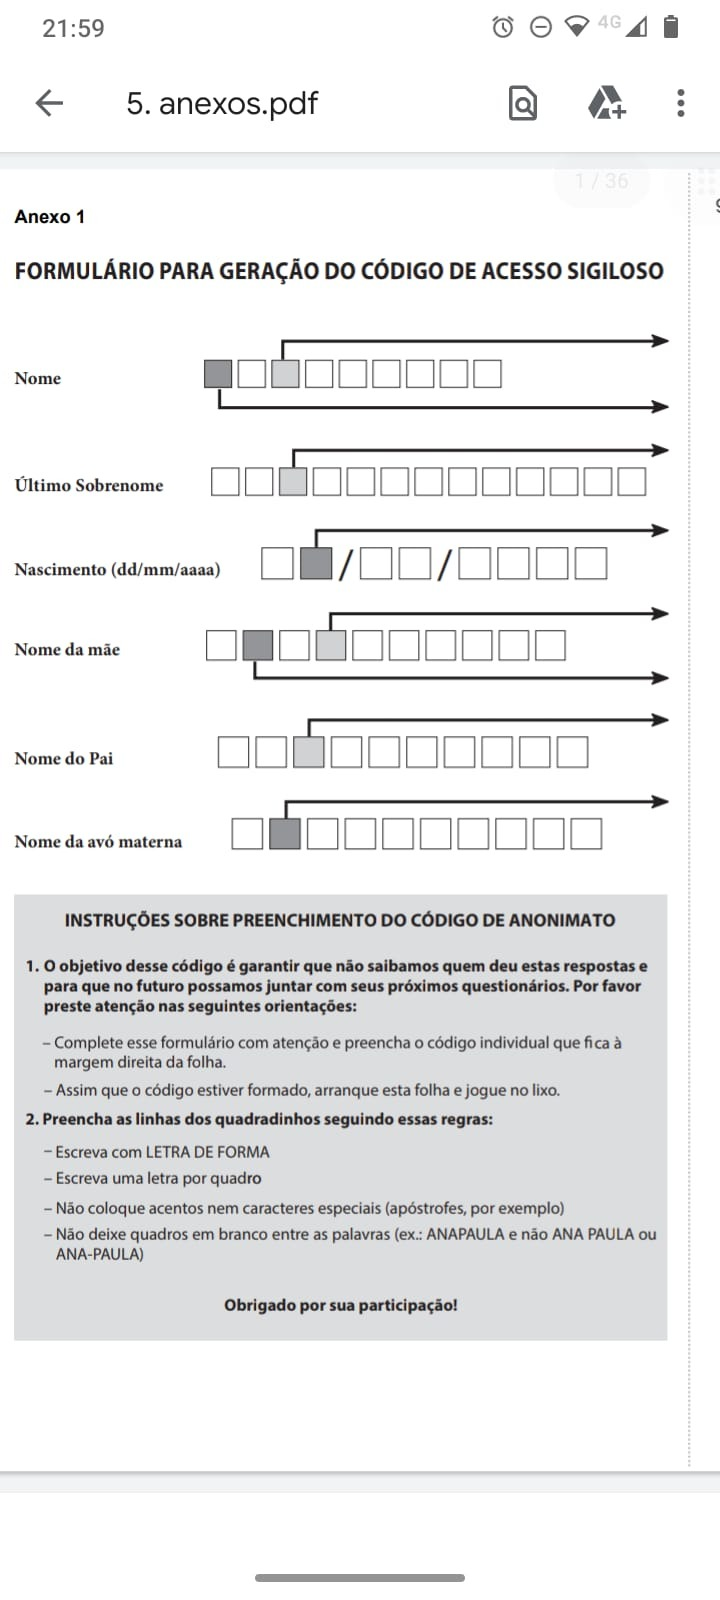 21:59
4G
5. anexos.pdf
1 / 36
Anexo 1
FORMULÁRIO PARA GERAÇÃO DO CÓDIGO DE ACESSO SIGILOSO
Nome
Último Sobrenome
Nascimento (dd/mm/aaaa)
/ /
Nome da mãe
Nome do Pai
Nome da avó materna
INSTRUÇÕES SOBRE PREENCHIMENTO DO CÓDIGO DE ANONIMATO
1. O objetivo desse código é garantir que não saibamos quem deu estas respostas e
para que no futuro possamos juntar com seus próximos questionários. Por favor
preste atenção nas seguintes orientações:
– Complete esse formulário com atenção e preencha o código individual que fica à
margem direita da folha.
– Assim que o código estiver formado, arranque esta folha e jogue no lixo.
2. Preencha as linhas dos quadradinhos seguindo essas regras:
– Escreva com LETRA DE FORMA
– Escreva uma letra por quadro
– Não coloque acentos nem caracteres especiais (apóstrofes, por exemplo)
– Não deixe quadros em branco entre as palavras (ex.: ANAPAULA e não ANA PAULA ou
ANA-PAULA)
Obrigado por sua participação!